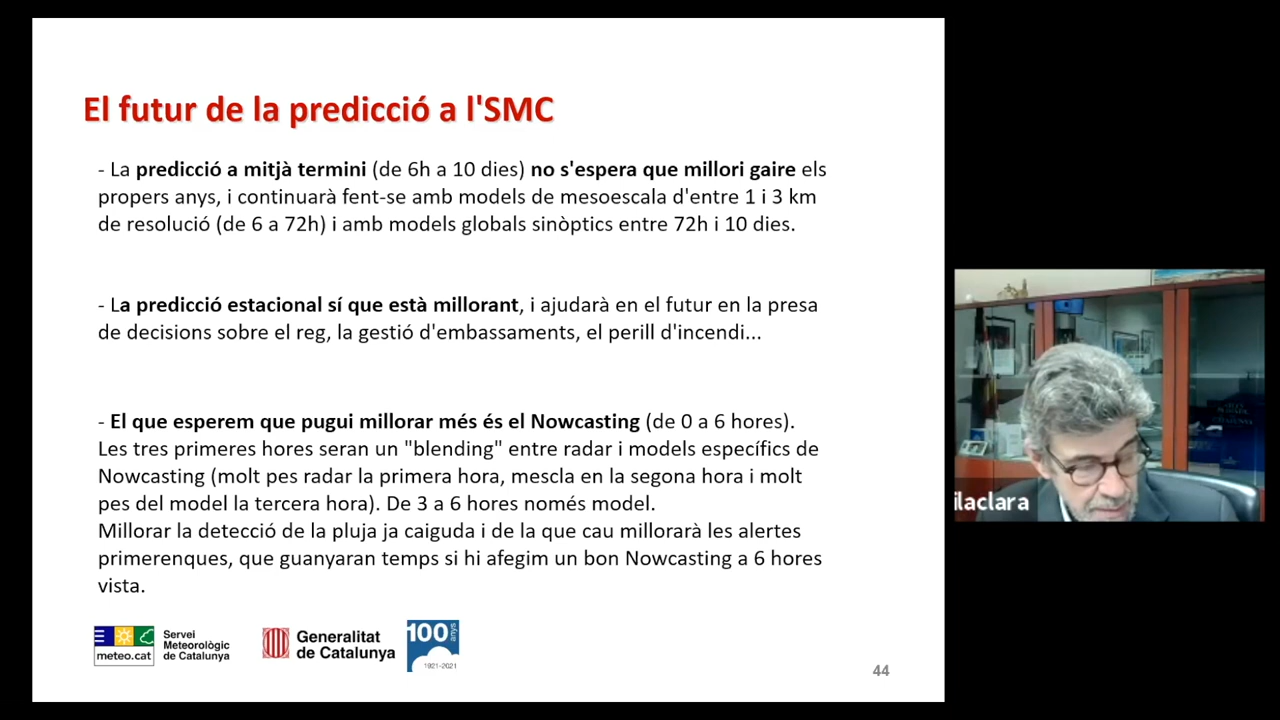 El futur de la predicció a l'SMC
- La predicció a mitjà termini (de 6h a 10 dies) no s'espera que millori gaire els
propers anys, i continuarà fent-se amb models de mesoescala d'entre 1 i 3 km
de resolució (de 6 a 72h) i amb models globals sinòptics entre 72h i 10 dies.
- La predicció estacional sí que està millorant, i ajudarà en el futur en la presa
de decisions sobre el reg, la gestió d'embassaments, el perill d'incendi...
- El que esperem que pugui millorar més és el Nowcasting (de 0 a 6 hores).
Les tres primeres hores seran un "blending" entre radar i models específics de
Nowcasting (molt pes radar la primera hora, mescla en la segona hora i molt
pes del model la tercera hora). De 3 a 6 hores només model.
Millorar la detecció de la pluja ja caiguda i de la que cau millorarà les alertes
primerenques, que guanyaran temps si hi afegim un bon Nowcasting a 6 hores
vista.
meteo.cat
Servei
Meteorològic
de Catalunya
Generalitat
de Catalunya
100 anys
1921-2021
44
ilaclara